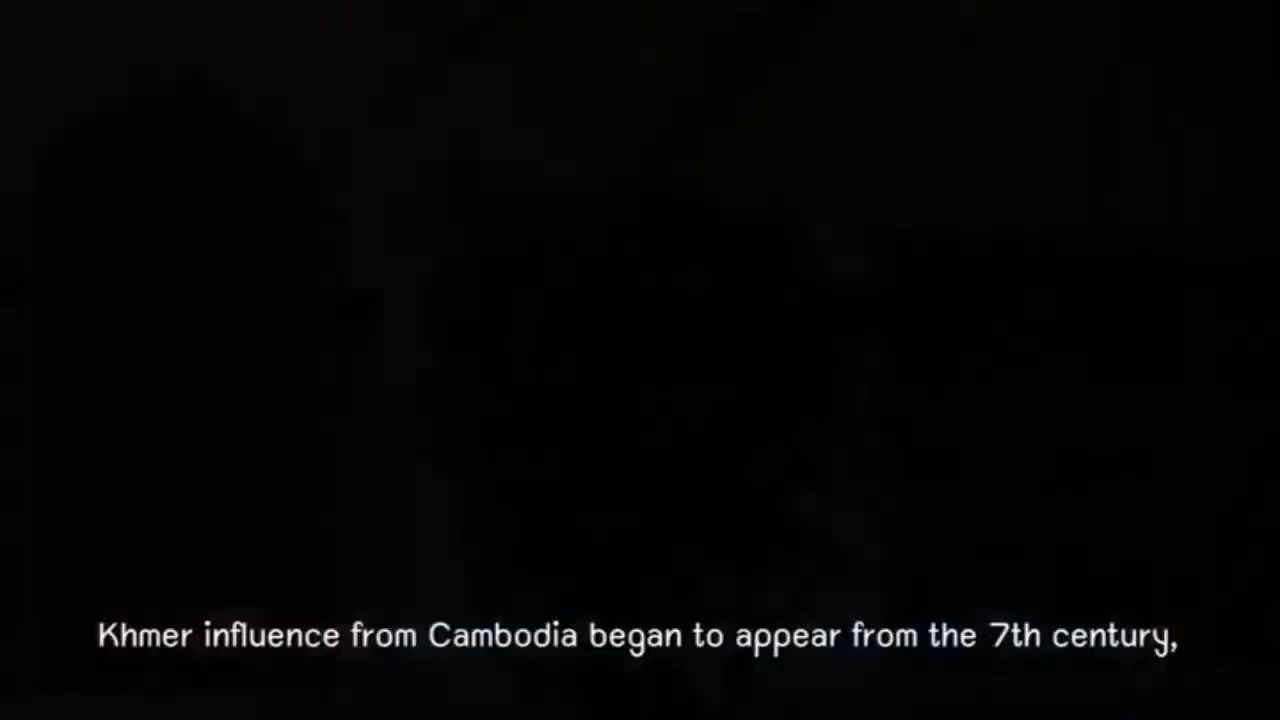 Khmer influence from Cambodia began to appear from the 7th century,